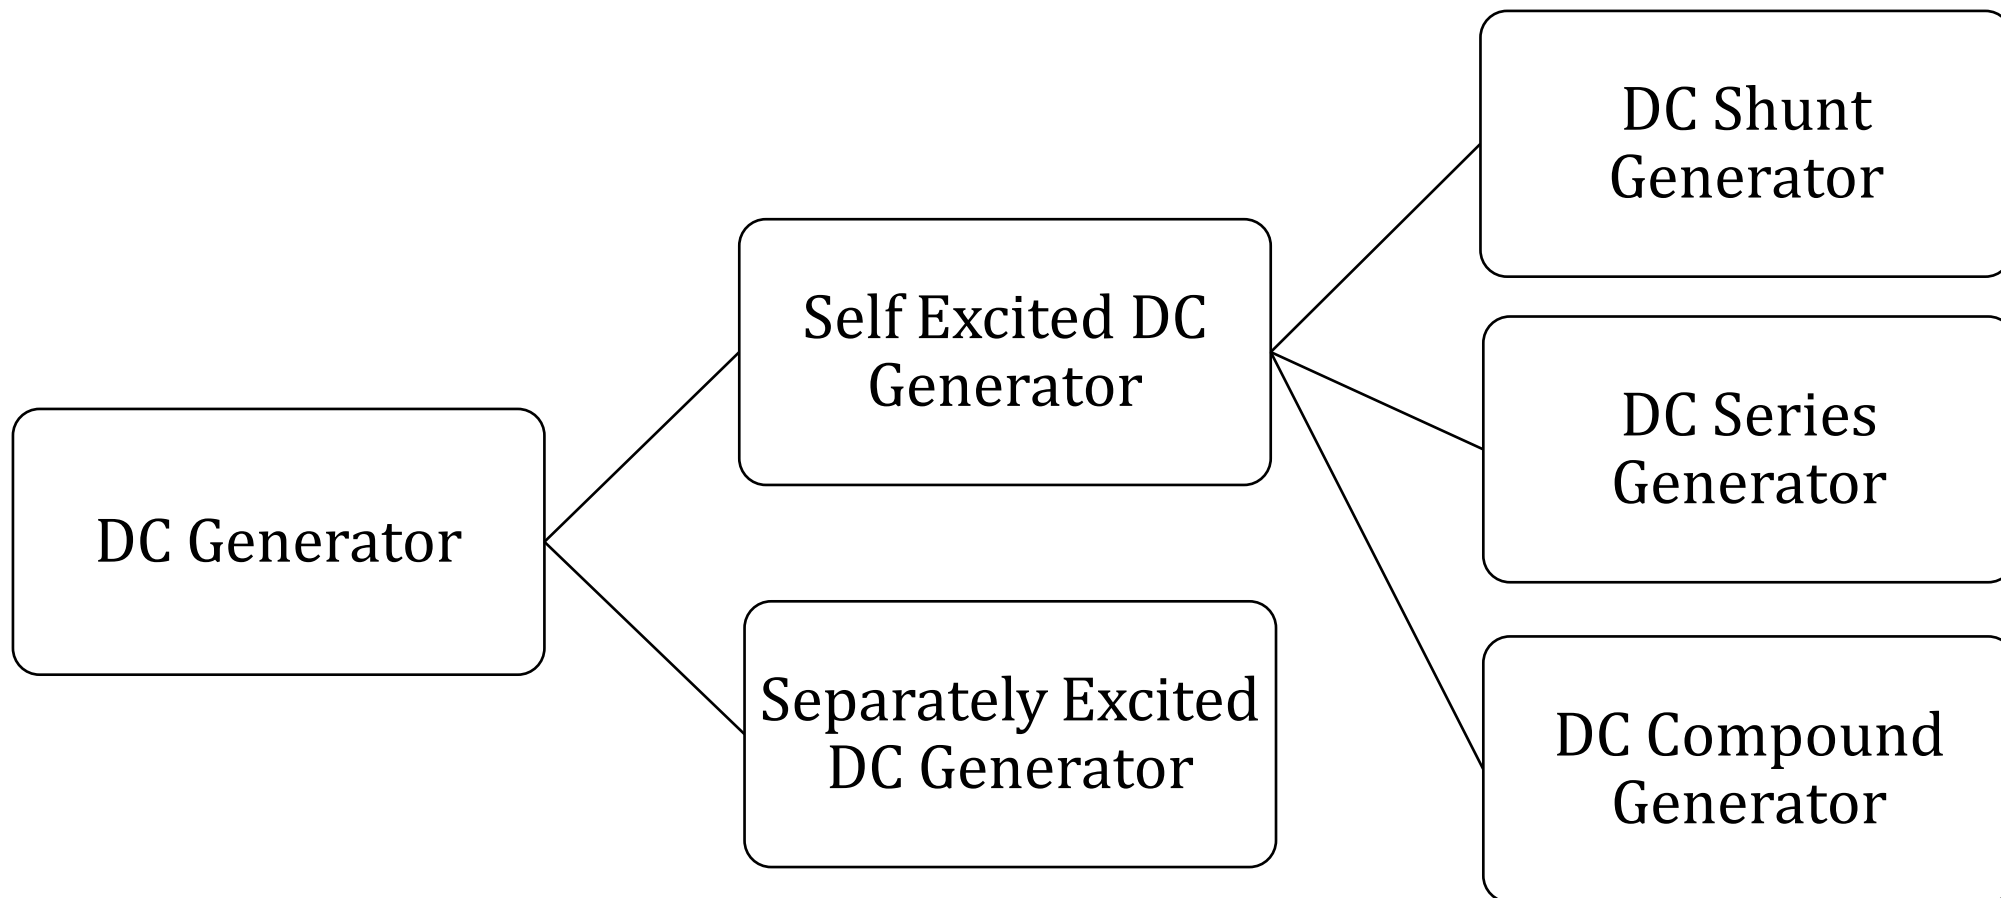 DC Generator
Self Excited DC
Generator
Separately Excited
DC Generator
DC Shunt
Generator
DC Series
Generator
DC Compound
Generator